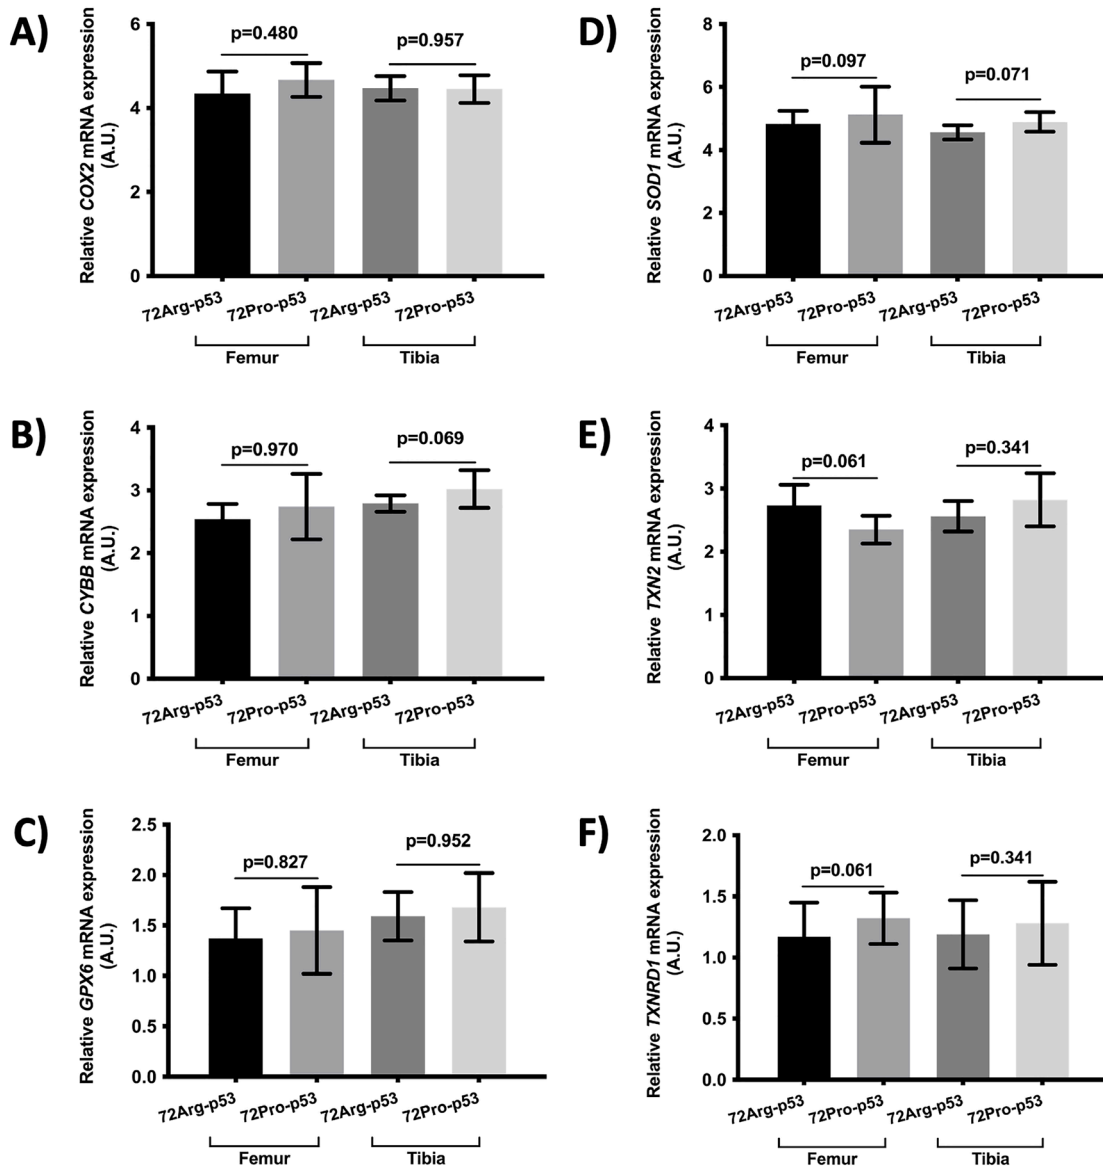 A)
Relative COX2 mRNA expression
(A.U.)
6
4
2
0
p=0.480
p=0.957
72Arg-p53
72Pro-p53
72Arg-p53
72Pro-p53
Femur
Tibia
D)
Relative SOD1 mRNA expression
(A.U.)
8
6
4
2
0
p=0.097
p=0.071
72Arg-p53
72Pro-p53
72Arg-p53
72Pro-p53
Femur
Tibia
B)
Relative CYBB mRNA expression
(A.U.)
4
3
2
1
0
p=0.970
p=0.069
72Arg-p53
72Pro-p53
72Arg-p53
72Pro-p53
Femur
Tibia
E)
Relative TXN2 mRNA expression
(A.U.)
4
3
2
1
0
p=0.061
p=0.341
72Arg-p53
72Pro-p53
72Arg-p53
72Pro-p53
Femur
Tibia
C)
Relative GPX6 mRNA expression
(A.U.)
2.5
2.0
1.5
1.0
0.5
0.0
p=0.827
p=0.952
72Arg-p53
72Pro-p53
72Arg-p53
72Pro-p53
Femur
Tibia
F)
Relative TXNRD1 mRNA expression
(A.U.)
2.0
1.5
1.0
0.5
0.0
p=0.061
p=0.341
72Arg-p53
72Pro-p53
72Arg-p53
72Pro-p53
Femur
Tibia